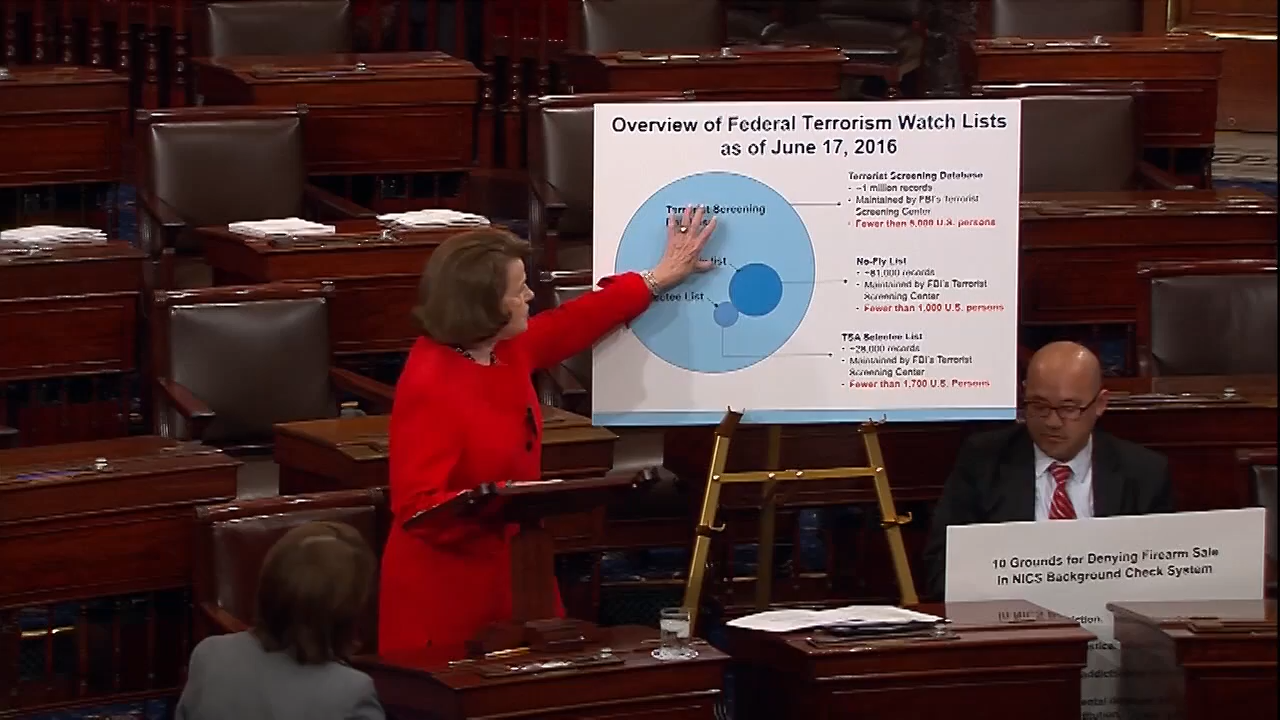 Overview of Federal Terrorism Watch Lists
as of June 17, 2016
Screening
list
List
Terrorist Screening Database
- ~1 million records
- Maintained by FBI's Terrorist
Screening Center
- Fewer than 5,000 U.S. persons
No-Fly List
- ~81,000 records
- Maintained by FBI's Terrorist
Screening Center
- Fewer than 1,000 U.S. persons
TSA Selectee List
- ~28,000 records
- Maintained by FBI's Terrorist
Screening Center
- Fewer than 1,700 U.S. Persons
10 Grounds for Denying Firearm Sale
in NICS Background Check System